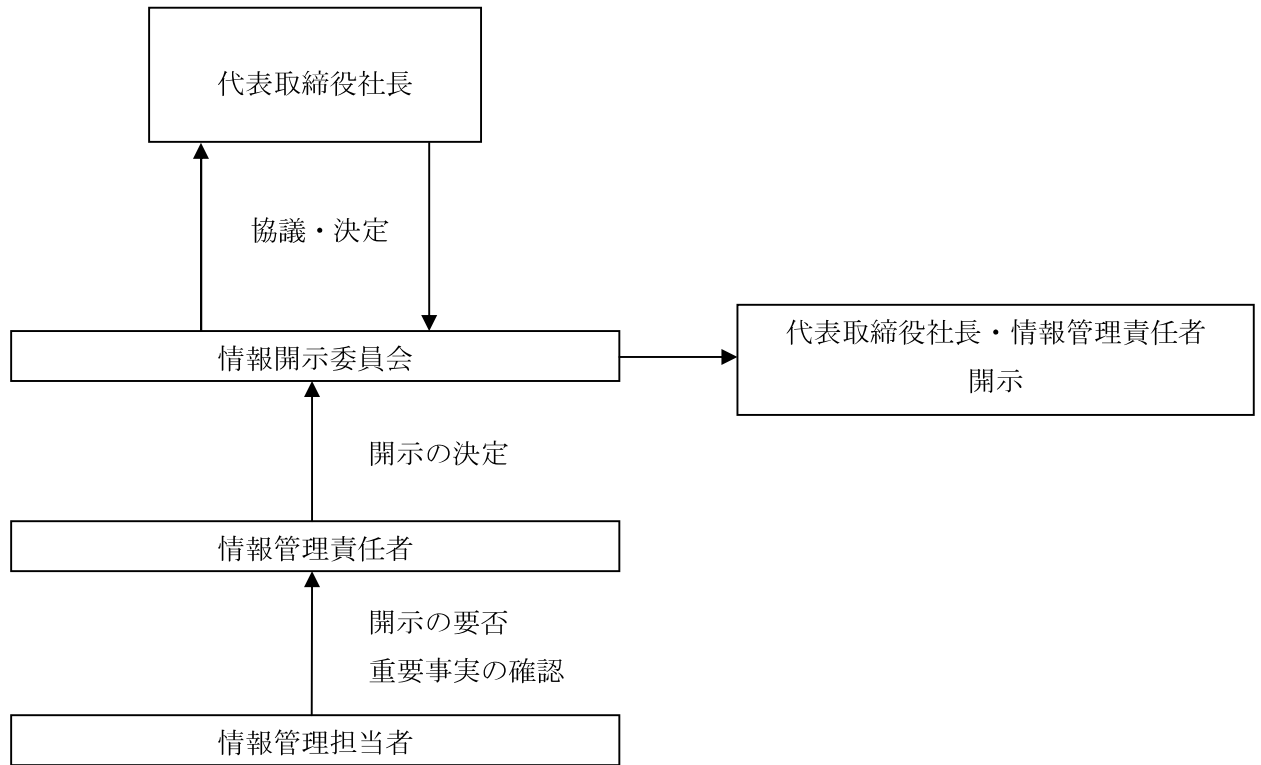 代表取締役社長
協議・決定
情報開示委員会
代表取締役社長・情報管理責任者
開示
開示の決定
情報管理責任者
開示の要否
重要事実の確認
情報管理担当者